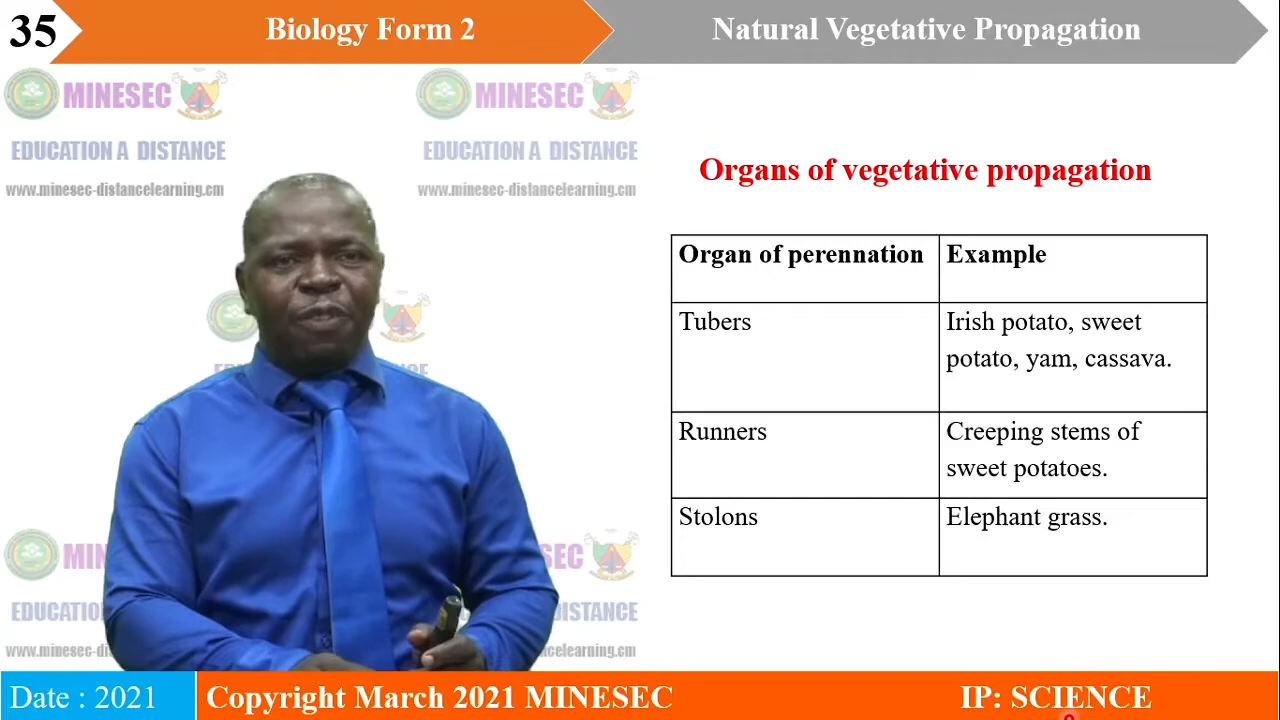 35
Biology Form 2
Natural Vegetative Propagation
MINESEC
MINESEC
EDUCATION A DISTANCE
EDUCATION A DISTANCE
www.minesec-distancelearning.cm
www.minesec-distancelearning.cm
Organs of vegetative propagation
Organ of perennation
Example
Tubers
Irish potato, sweet
potato, yam, cassava.
Runners
Creeping stems of
sweet potatoes.
Stolons
Elephant grass.
Date : 2021
Copyright March 2021 MINESEC
IP: SCIENCE